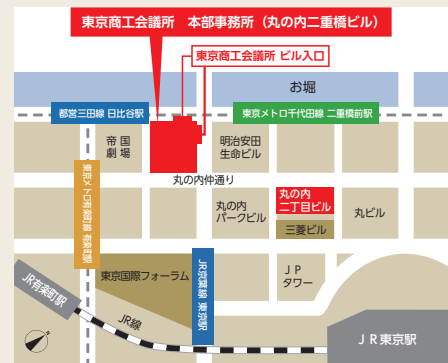 東京商工会議所　本部事務所（丸の内二重橋ビル）
東京商工会議所 ビル入口
お堀
都営三田線 日比谷駅
東京メトロ千代田線 二重橋前駅
帝国
劇場
明治安田
生命ビル
丸の内仲通り
東京メトロ有楽町線 有楽町駅
丸の内
パークビル
丸の内
二丁目ビル
三菱ビル
丸ビル
JR有楽町駅
東京国際フォーラム
JR京葉線 東京駅
JP
タワー
JR線
JR東京駅